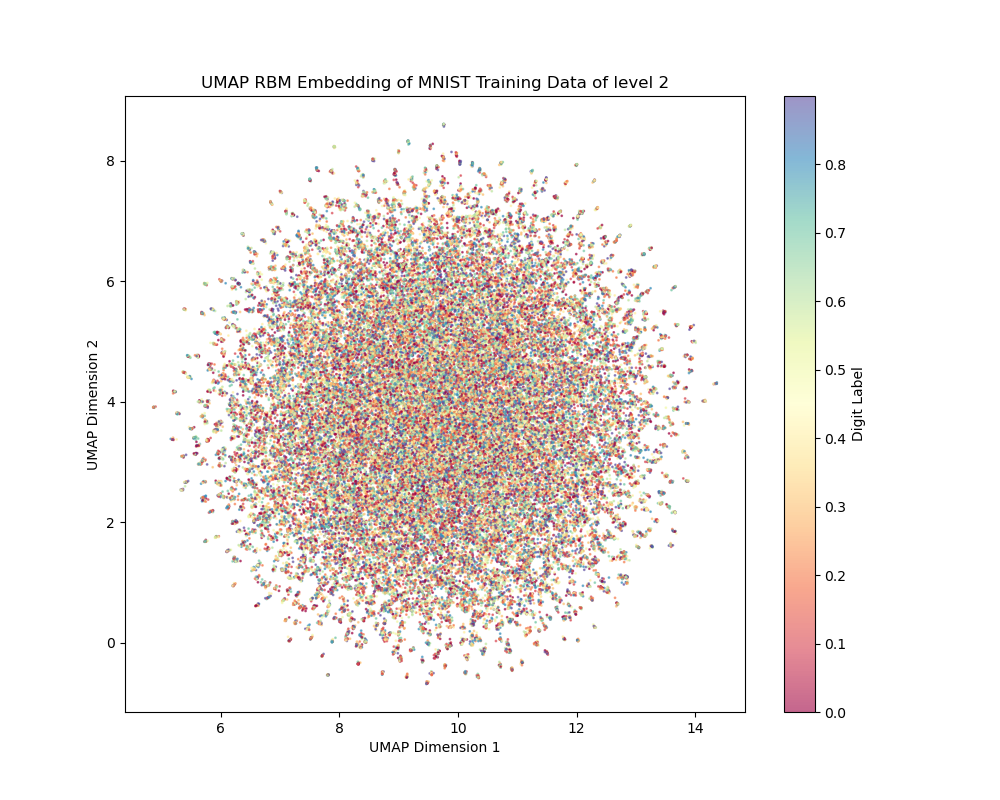 UMAP RBM Embedding of MNIST Training Data of level 2
UMAP Dimension 2
8
6
4
2
0
6 8 10 12 14
UMAP Dimension 1
0.8
0.7
0.6
0.5
0.4
0.3
0.2
0.1
0.0
Digit Label